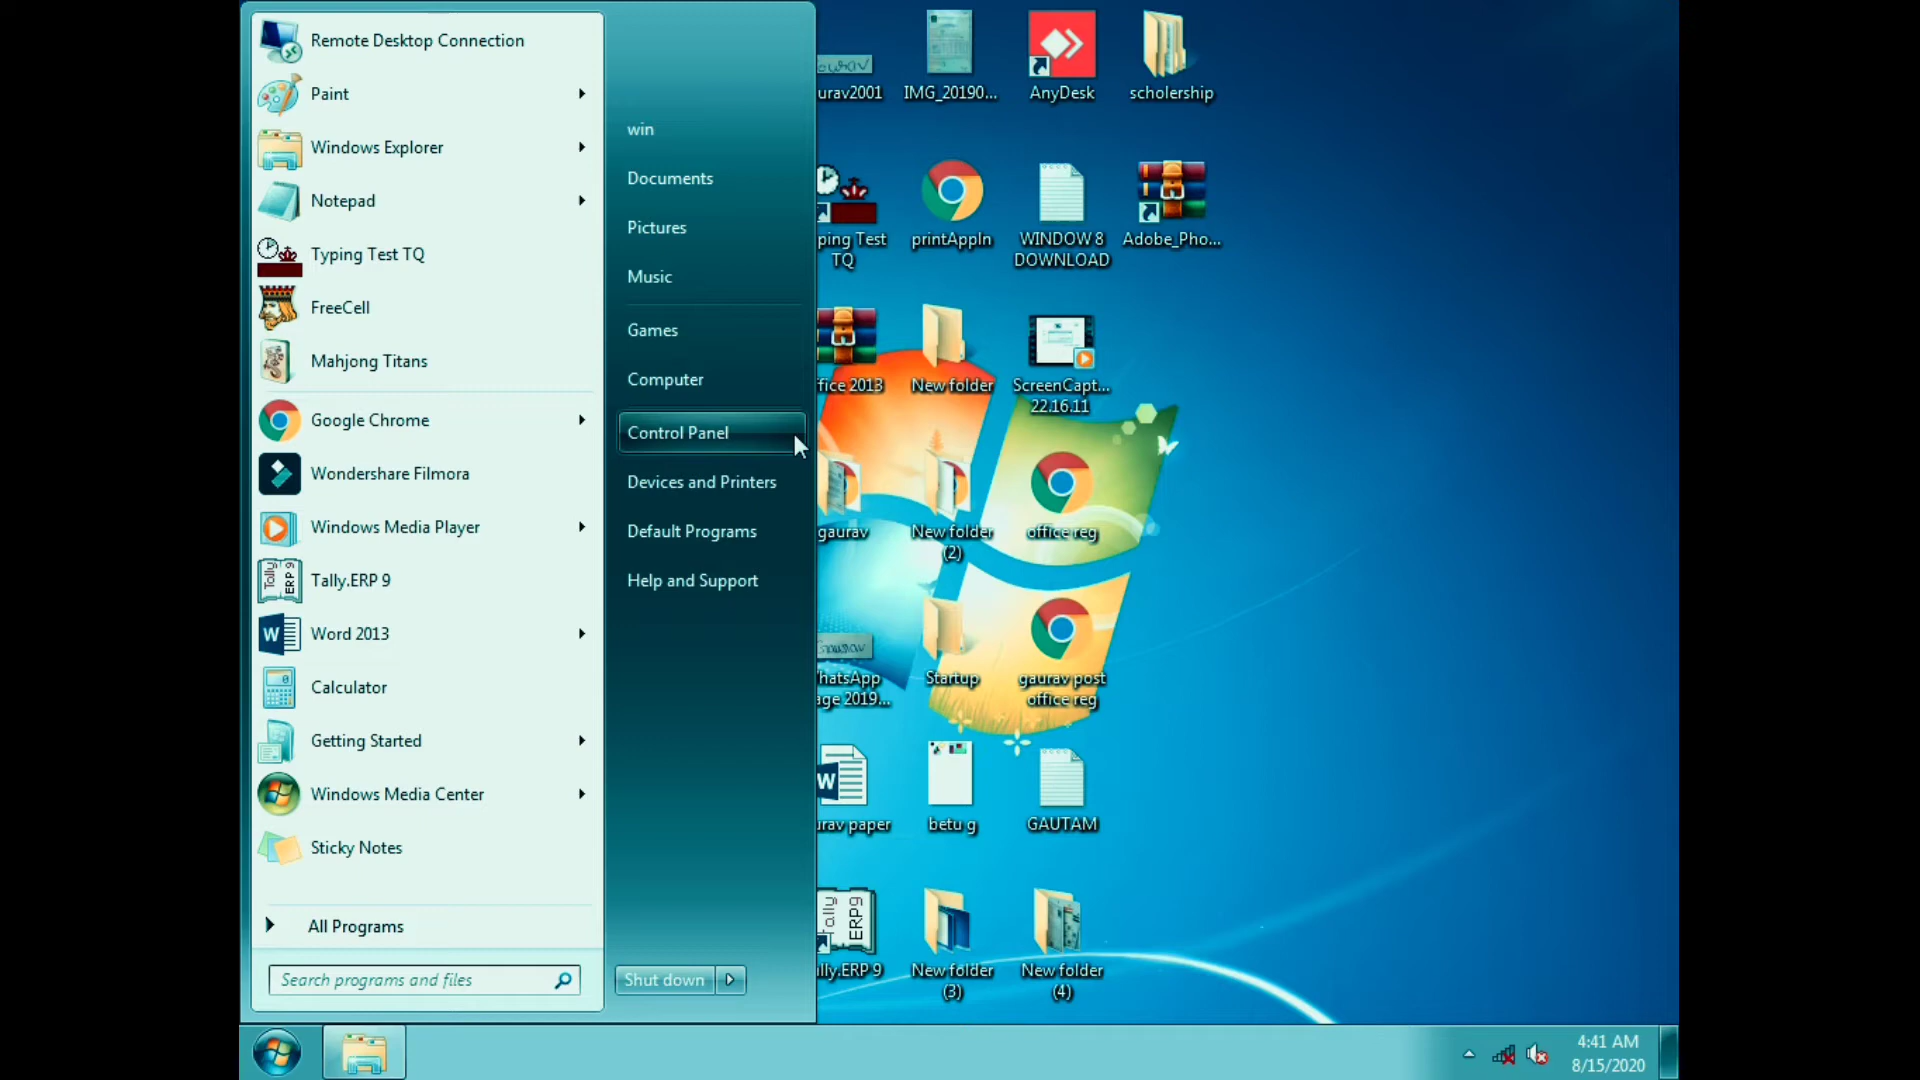 Remote Desktop Connection
Paint
Windows Explorer
Notepad
Typing Test TQ
FreeCell
Mahjong Titans
Google Chrome
Wondershare Filmora
Windows Media Player
Tally.ERP 9
Word 2013
Calculator
Getting Started
Windows Media Center
Sticky Notes
All Programs
Search programs and files
win
Documents
Pictures
Music
Games
Computer
Control Panel
Devices and Printers
Default Programs
Help and Support
Shut down
urav2001
IMG_20190...
AnyDesk
scholership
ping Test
TQ
printAppIn
WINDOW 8
DOWNLOAD
Adobe_Pho...
ffice 2013
New folder
ScreenCapt...
22.16.11
gaurav
New folder
(2)
office reg
hatsApp
age 2019...
Startup
gaurav post
office reg
urav paper
betu g
GAUTAM
Tally
ERP9
ally.ERP 9
New folder
(3)
New folder
(4)
4:41 AM
8/15/2020